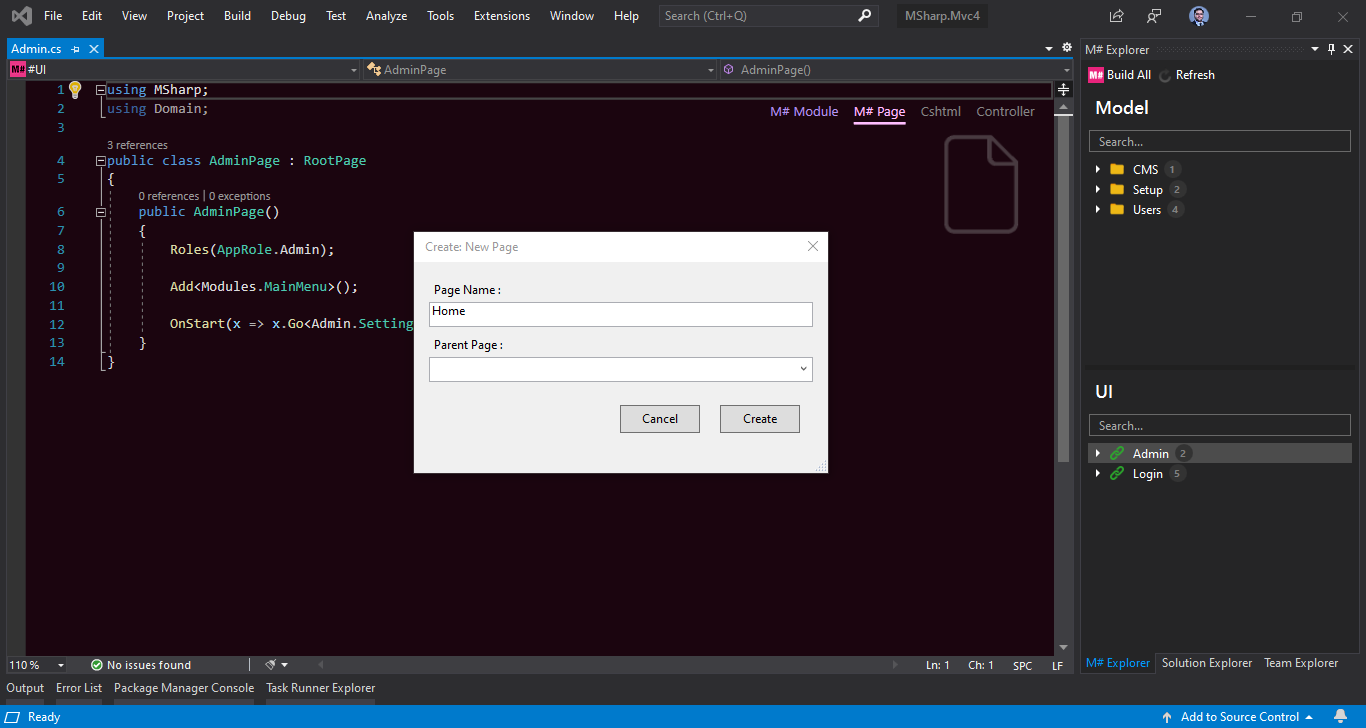 File Edit View Project Build Debug Test Analyze Tools Extensions Window Help Search (Ctrl+Q) MSharp.Mvc4
Admin.cs
M# #UI AdminPage AdminPage()
1 using MSharp;
2 using Domain;
3
M# Module M# Page Cshtml Controller
3 references
4 public class AdminPage : RootPage
5 {
0 references | 0 exceptions
6 public AdminPage()
7 {
8 Roles(AppRole.Admin);
9
10 Add<Modules.MainMenu>();
11
12 OnStart(x => x.Go<Admin.Setting
13 }
14 }
Create: New Page
Page Name :
Home
Parent Page :
Cancel Create
M# Explorer
M# Build All Refresh
Model
Search...
CMS 1
Setup 2
Users 4
UI
Search...
Admin 2
Login 5
110 % No issues found Ln: 1 Ch: 1 SPC LF
M# Explorer Solution Explorer Team Explorer
Output Error List Package Manager Console Task Runner Explorer
Ready Add to Source Control